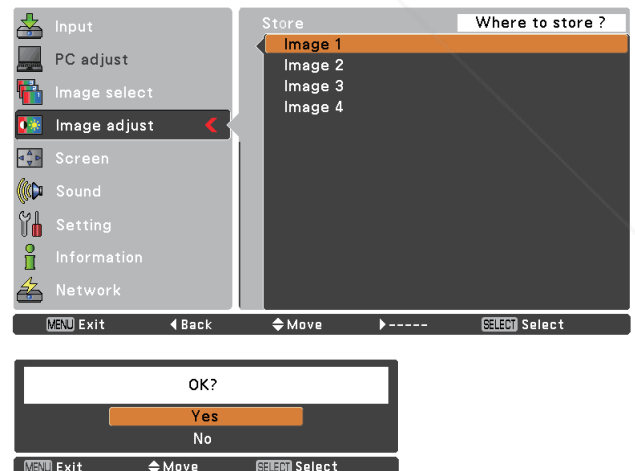 Input
PC adjust
Image select
Image adjust
Screen
Sound
Setting
Information
Network
Store
Where to store ?
Image 1
Image 2
Image 3
Image 4
MENU Exit Back Move ----- SELECT Select
OK?
Yes
No
MENU Exit Move SELECT Select